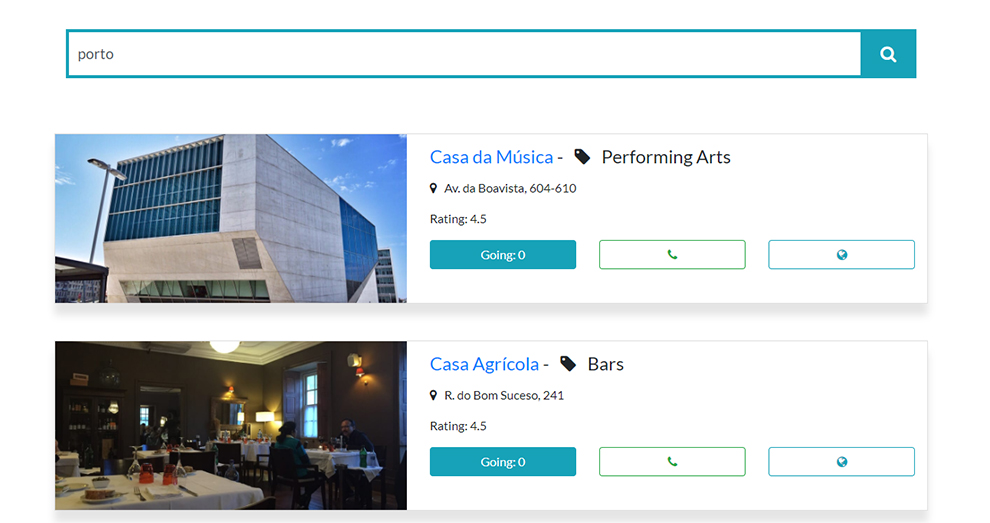 porto
Casa da Música - Performing Arts
Av. da Boavista, 604-610
Rating: 4.5
Going: 0
Casa Agrícola - Bars
R. do Bom Suceso, 241
Rating: 4.5
Going: 0